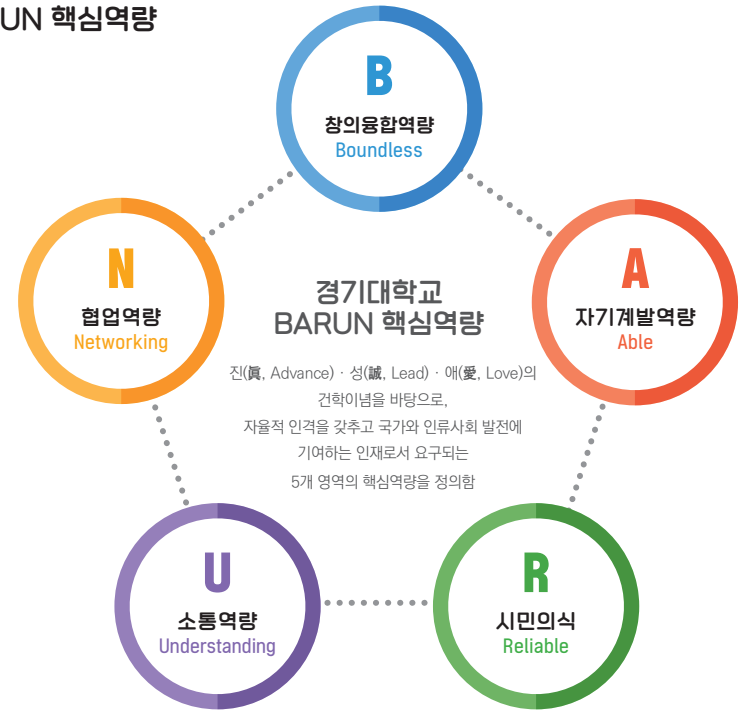 UN 핵심역량
B
창의융합역량
Boundless
N
협업역량
Networking
A
자기계발역량
Able
경기대학교
BARUN 핵심역량
진(眞, Advance) · 성(誠, Lead) · 애(愛, Love)의
건학이념을 바탕으로,
자율적 인격을 갖추고 국가와 인류사회 발전에
기여하는 인재로서 요구되는
5개 영역의 핵심역량을 정의함
U
소통역량
Understanding
R
시민의식
Reliable